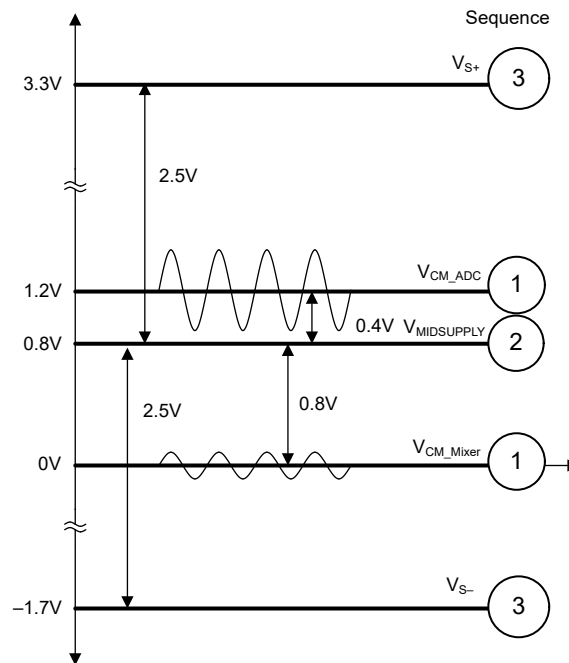 Sequence
V_S+
3
3.3V
2.5V
V_CM_ADC
1
1.2V
0.4V V_MIDSUPPLY
2
0.8V
2.5V
0.8V
V_CM_Mixer
1
0V
V_S–
3
–1.7V